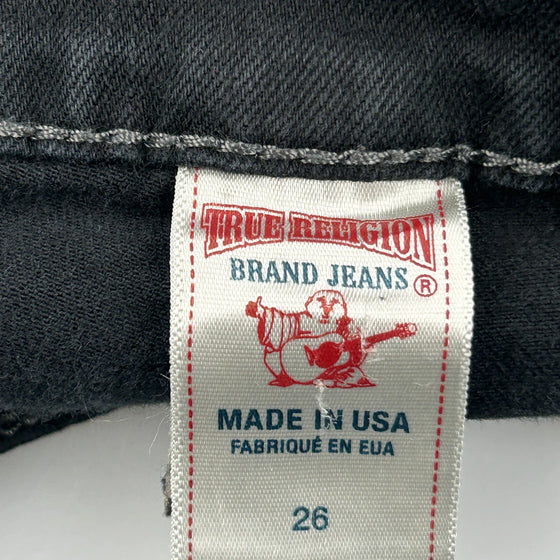 TRUE RELIGION
BRAND JEANS ®
MADE IN USA
FABRIQUÉ EN EUA
26